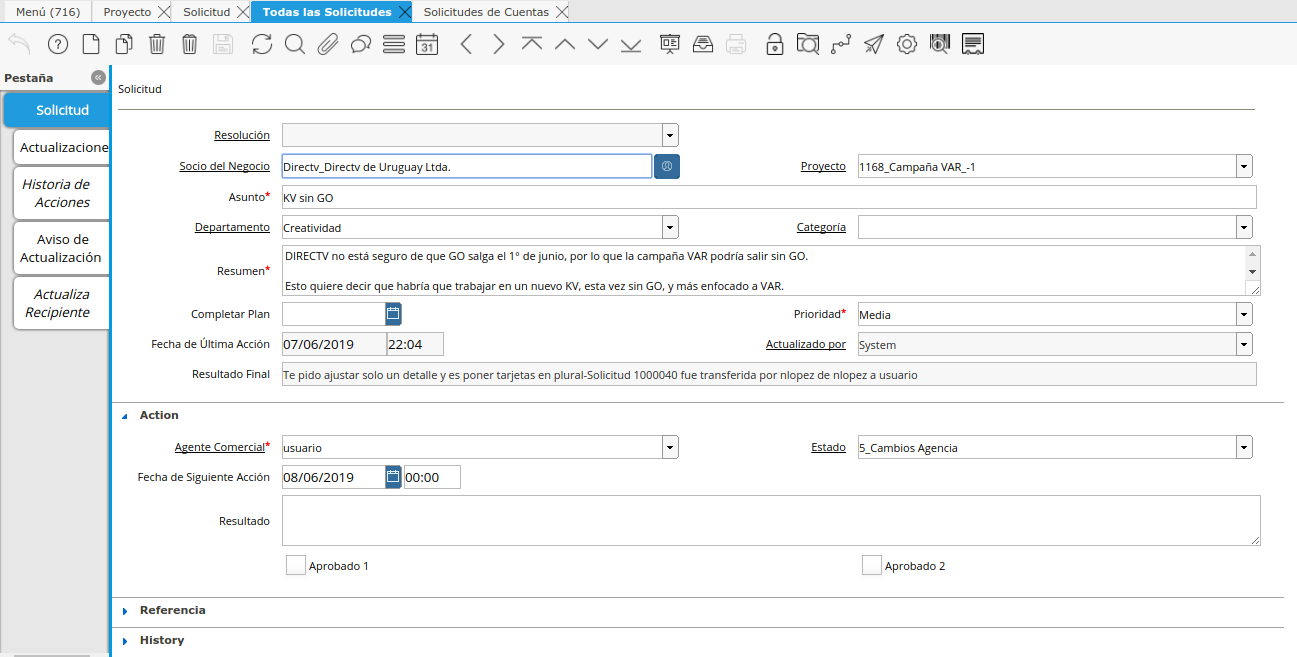 Menú (716) Proyecto Solicitud Todas las Solicitudes Solicitudes de Cuentas
31
Pestaña
Solicitud
Actualizacione
Historia de
Acciones
Aviso de
Actualización
Actualiza
Recipiente
Solicitud
Resolución
Socio del Negocio Directv_Directv de Uruguay Ltda. Proyecto 1168_Campaña VAR_-1
Asunto* KV sin GO
Departamento Creatividad Categoría
Resumen* DIRECTV no está seguro de que GO salga el 1° de junio, por lo que la campaña VAR podría salir sin GO.
Esto quiere decir que habría que trabajar en un nuevo KV, esta vez sin GO, y más enfocado a VAR.
Completar Plan Prioridad* Media
Fecha de Última Acción 07/06/2019 22:04 Actualizado por System
Resultado Final Te pido ajustar solo un detalle y es poner tarjetas en plural-Solicitud 1000040 fue transferida por nlopez de nlopez a usuario
Action
Agente Comercial* usuario Estado 5_Cambios Agencia
Fecha de Siguiente Acción 08/06/2019 00:00
Resultado
Aprobado 1 Aprobado 2
Referencia
History